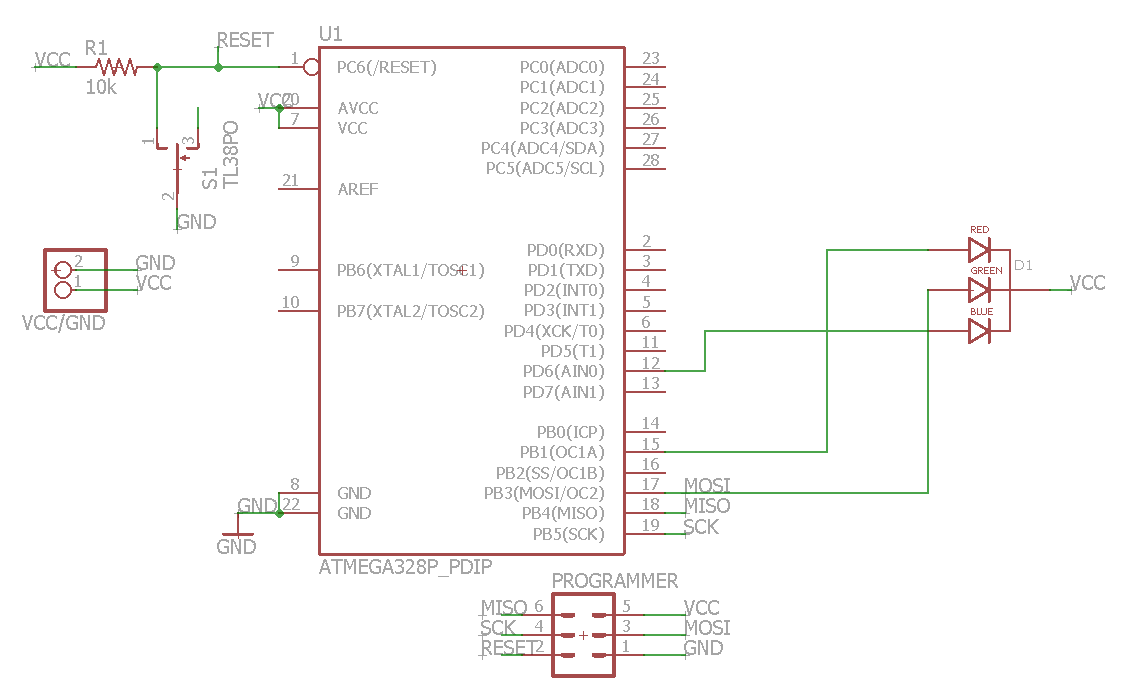 U1
RESET
VCC
R1
10k
1
PC6(/RESET)
VCC
20
AVCC
7
VCC
21
AREF
9
PB6(XTAL1/TOSC1)
10
PB7(XTAL2/TOSC2)
8
GND
GND
22
GND
GND
ATMEGA328P_PDIP
1
3
2
S1
TL38PO
GND
2
GND
1
VCC
VCC/GND
PC0(ADC0) 23
PC1(ADC1) 24
PC2(ADC2) 25
PC3(ADC3) 26
PC4(ADC4/SDA) 27
PC5(ADC5/SCL) 28
PD0(RXD) 2
PD1(TXD) 3
PD2(INT0) 4
PD3(INT1) 5
PD4(XCK/T0) 6
PD5(T1) 11
PD6(AIN0) 12
PD7(AIN1) 13
PB0(ICP) 14
PB1(OC1A) 15
PB2(SS/OC1B) 16
PB3(MOSI/OC2) 17 MOSI
PB4(MISO) 18 MISO
PB5(SCK) 19 SCK
RED
GREEN
BLUE
D1
VCC
PROGRAMMER
MISO 6 5 VCC
SCK 4 3 MOSI
RESET 2 1 GND